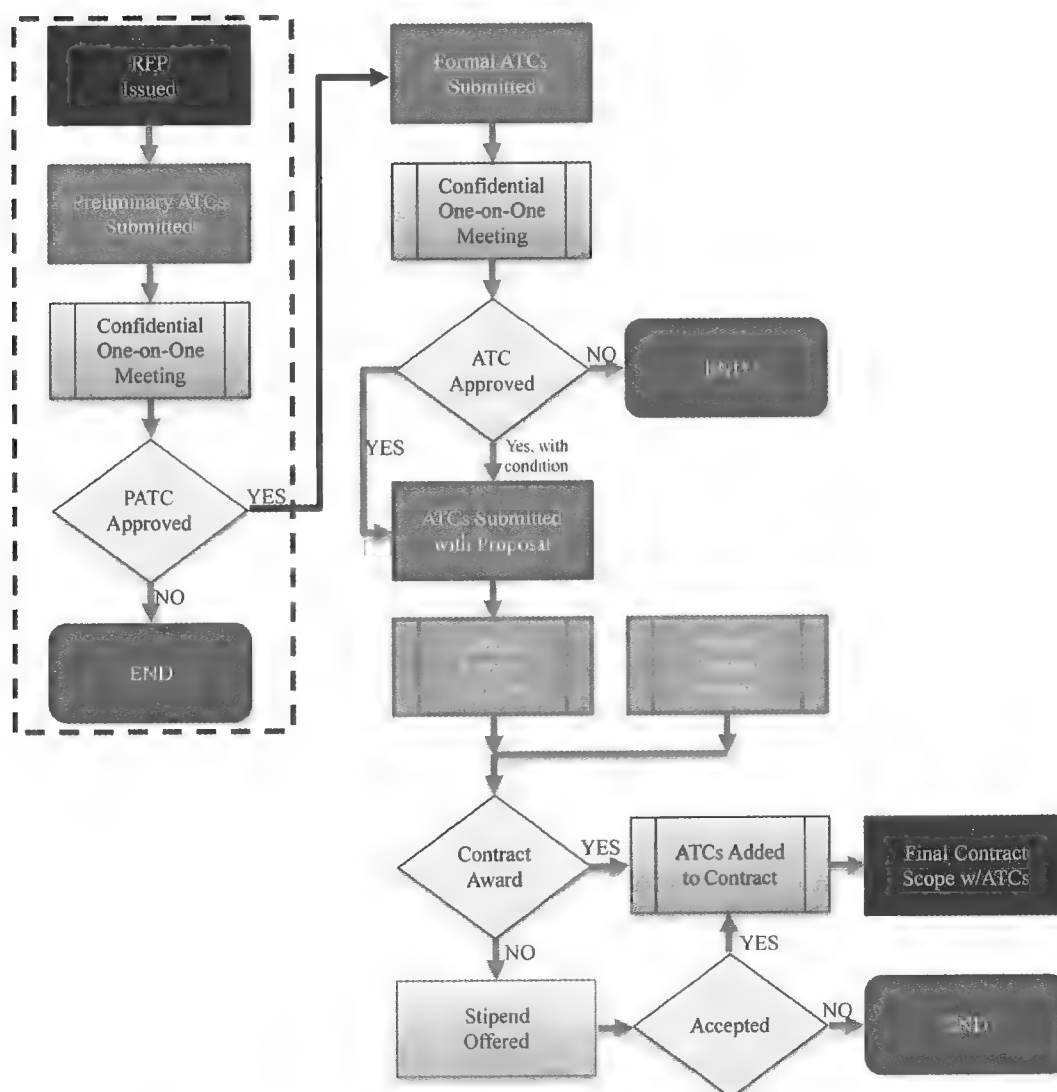 RFP
Issued
Preliminary ATCs
Submitted
Confidential
One-on-One
Meeting
PATC
Approved
YES
NO
END
Formal ATCs
Submitted
Confidential
One-on-One
Meeting
ATC
Approved
NO
YES
Yes, with
condition
ATCs Submitted
with Proposal
Contract
Award
YES
ATCs Added
to Contract
Final Contract
Scope w/ATCs
NO
YES
Stipend
Offered
Accepted
NO